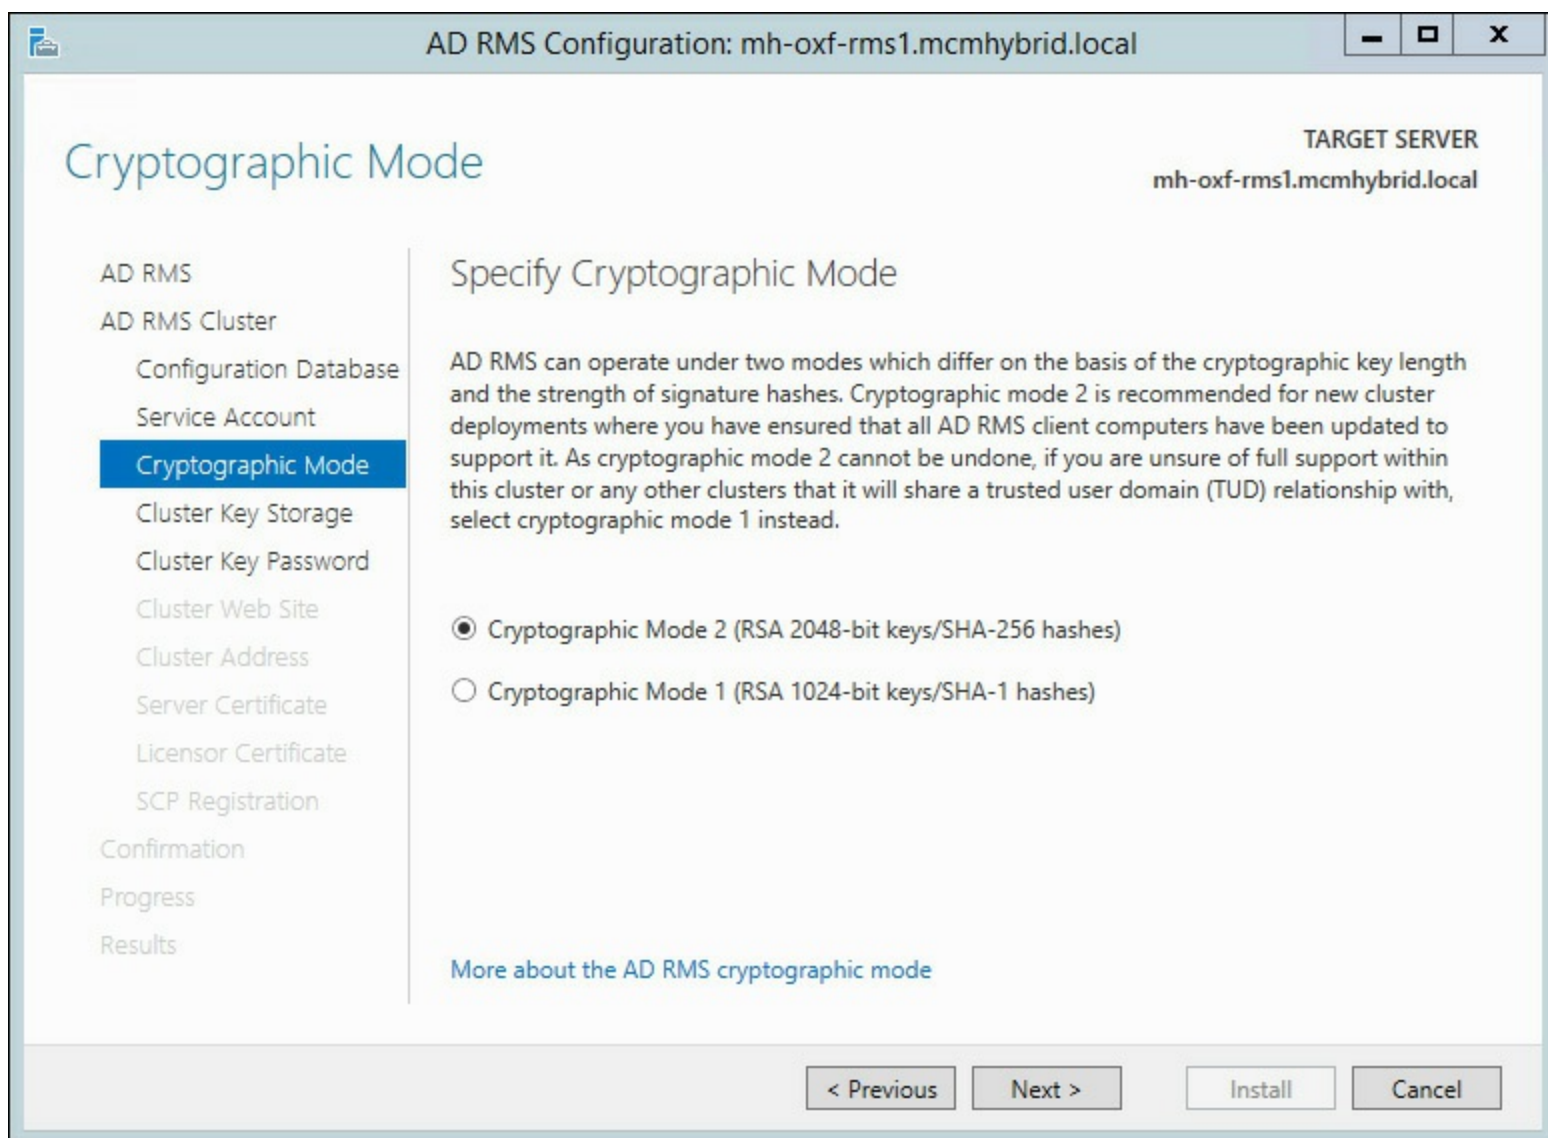 AD RMS Configuration: mh-oxf-rms1.mcmhybrid.local
Cryptographic Mode
TARGET SERVER
mh-oxf-rms1.mcmhybrid.local
AD RMS
AD RMS Cluster
Configuration Database
Service Account
Cryptographic Mode
Cluster Key Storage
Cluster Key Password
Cluster Web Site
Cluster Address
Server Certificate
Licensor Certificate
SCP Registration
Confirmation
Progress
Results
Specify Cryptographic Mode
AD RMS can operate under two modes which differ on the basis of the cryptographic key length
and the strength of signature hashes. Cryptographic mode 2 is recommended for new cluster
deployments where you have ensured that all AD RMS client computers have been updated to
support it. As cryptographic mode 2 cannot be undone, if you are unsure of full support within
this cluster or any other clusters that it will share a trusted user domain (TUD) relationship with,
select cryptographic mode 1 instead.
Cryptographic Mode 2 (RSA 2048-bit keys/SHA-256 hashes)
Cryptographic Mode 1 (RSA 1024-bit keys/SHA-1 hashes)
More about the AD RMS cryptographic mode
< Previous
Next >
Install
Cancel